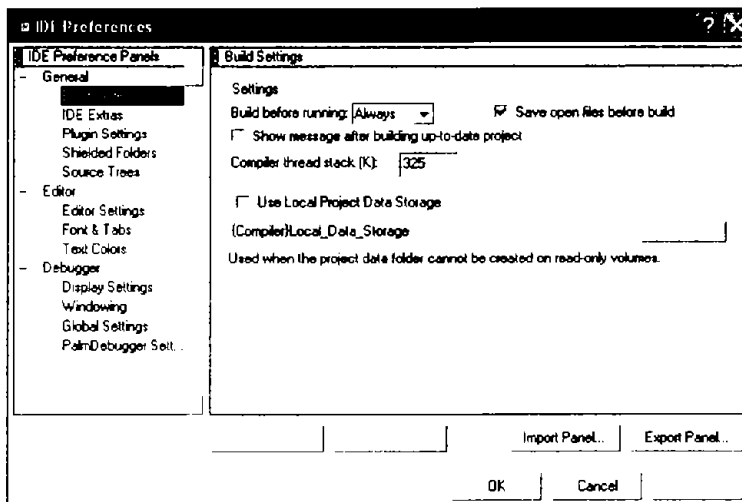 IDE Preferences ? X
IDE Preference Panels
- General
IDE Extras
Plugin Settings
Shielded Folders
Source Trees
- Editor
Editor Settings
Font & Tabs
Text Colors
- Debugger
Display Settings
Windowing
Global Settings
PalmDebugger Sett...
Build Settings
Settings
Build before running: Always Save open files before build
Show message after building up-to-date project
Compiler thread stack (K): 325
Use Local Project Data Storage
{Compiler}Local_Data_Storage
Used when the project data folder cannot be created on read-only volumes.
Import Panel... Export Panel...
OK Cancel